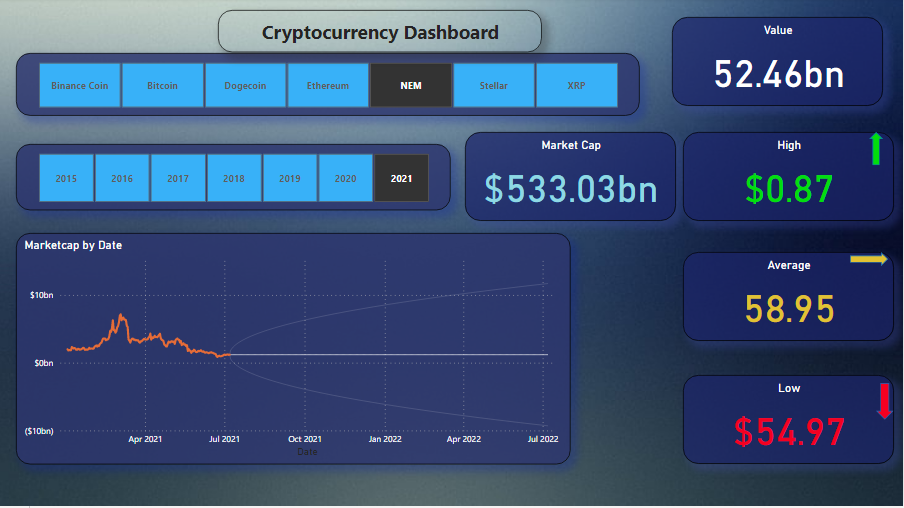 Cryptocurrency Dashboard
Value
52.46bn
Binance Coin
Bitcoin
Dogecoin
Ethereum
NEM
Stellar
XRP
2015
2016
2017
2018
2019
2020
2021
Market Cap
$533.03bn
High
$0.87
Marketcap by Date
$10bn
$0bn
($10bn)
Apr 2021
Jul 2021
Oct 2021
Jan 2022
Apr 2022
Jul 2022
Date
Average
58.95
Low
$54.97